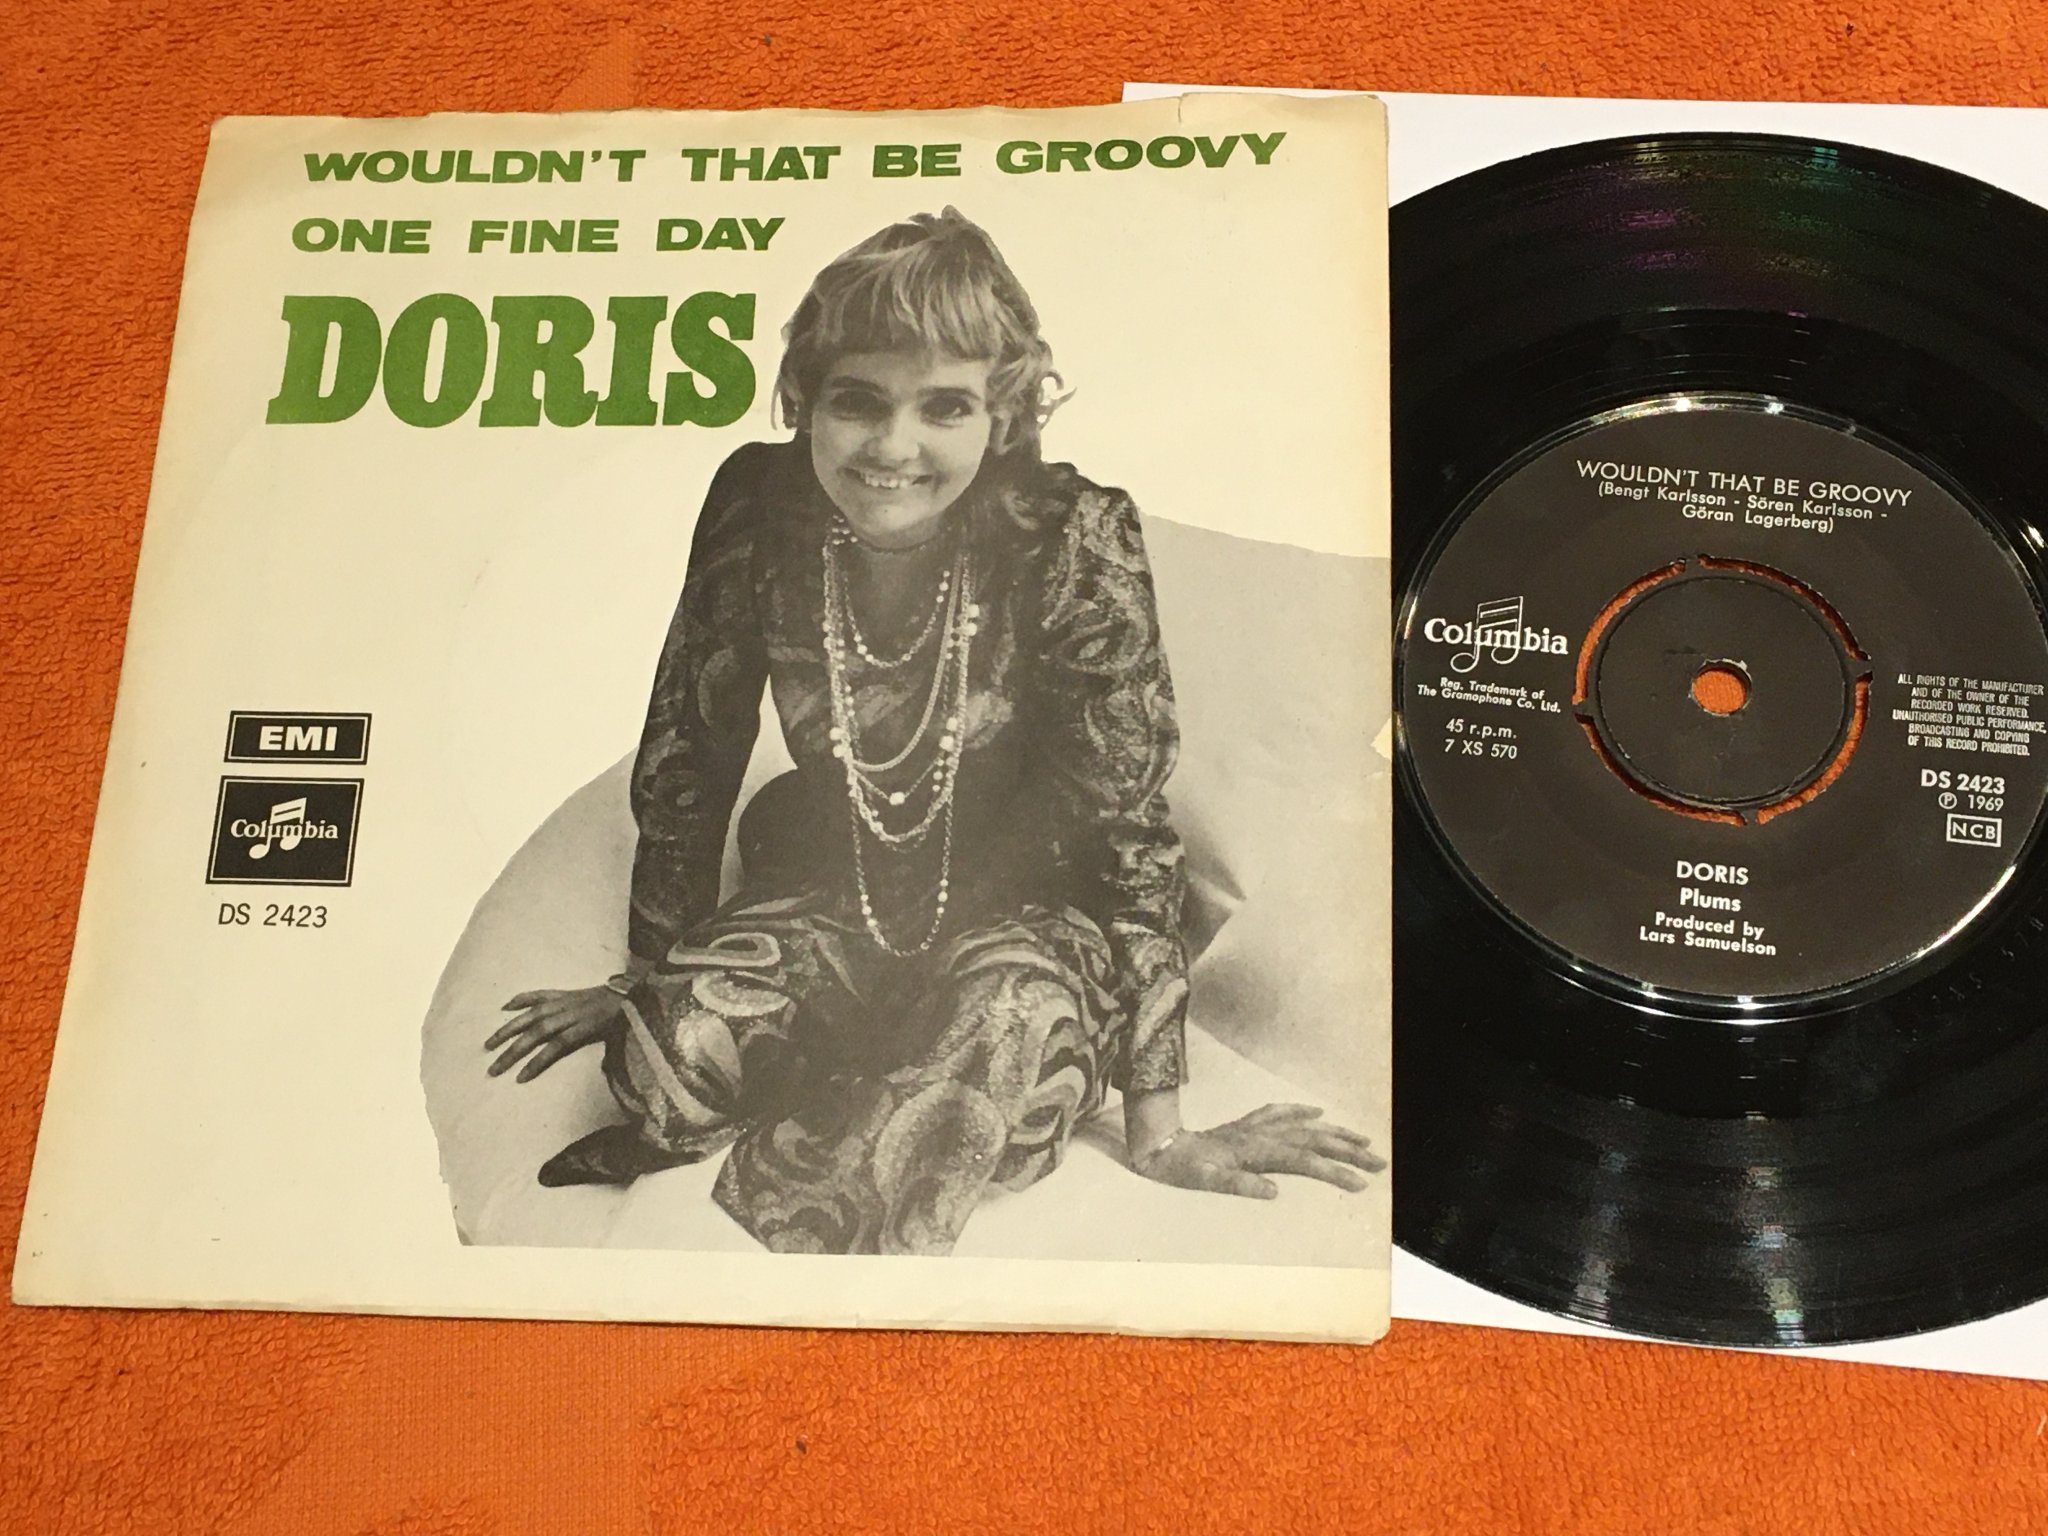 WOULDN'T THAT BE GROOVY
ONE FINE DAY
DORIS
EMI
Columbia
DS 2423
WOULDN'T THAT BE GROOVY
(Bengt Karlsson - Sören Karlsson -
Göran Lagerberg)
Columbia
Reg. Trademark of
The Gramophone Co. Ltd.
45 r.p.m.
7 XS 570
ALL RIGHTS OF THE MANUFACTURER
AND OF THE OWNER OF THE
RECORDED WORK RESERVED.
UNAUTHORISED PUBLIC PERFORMANCE,
BROADCASTING AND COPYING
OF THIS RECORD PROHIBITED.
DS 2423
℗ 1969
NCB
DORIS
Plums
Produced by
Lars Samuelson